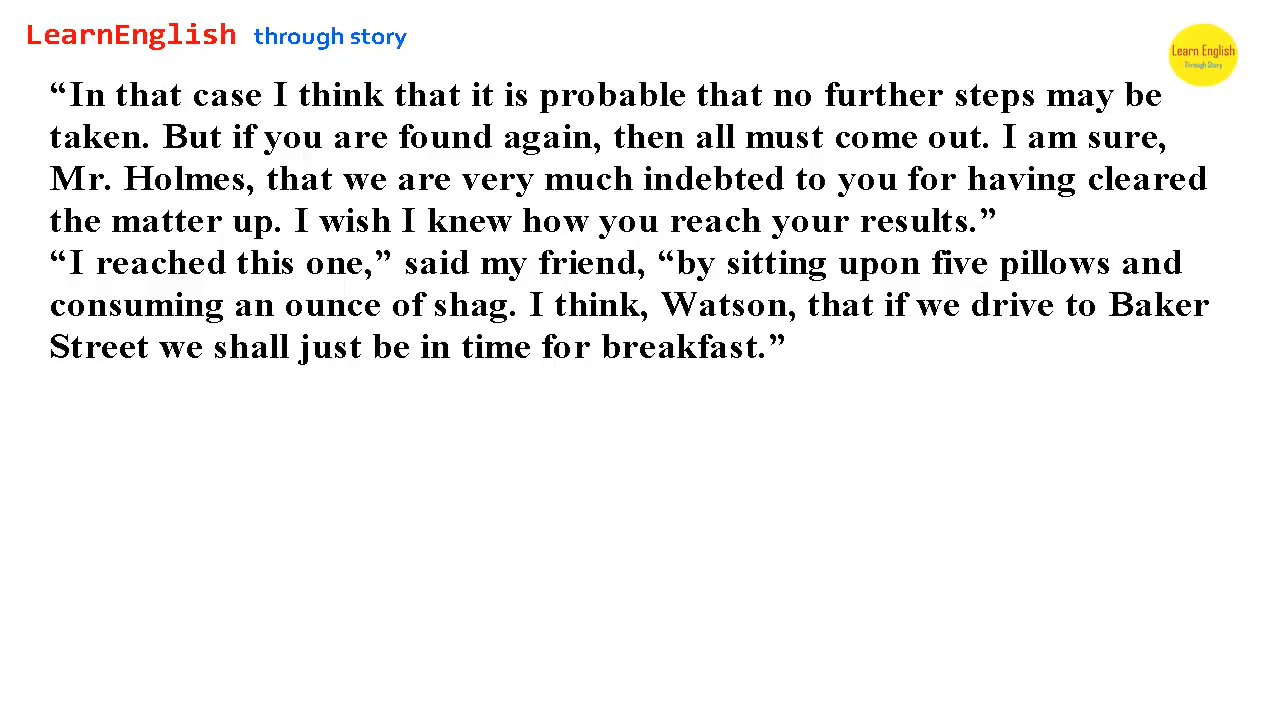 LearnEnglish through story
Learn English
Through Story
“In that case I think that it is probable that no further steps may be
taken. But if you are found again, then all must come out. I am sure,
Mr. Holmes, that we are very much indebted to you for having cleared
the matter up. I wish I knew how you reach your results.”
“I reached this one,” said my friend, “by sitting upon five pillows and
consuming an ounce of shag. I think, Watson, that if we drive to Baker
Street we shall just be in time for breakfast.”